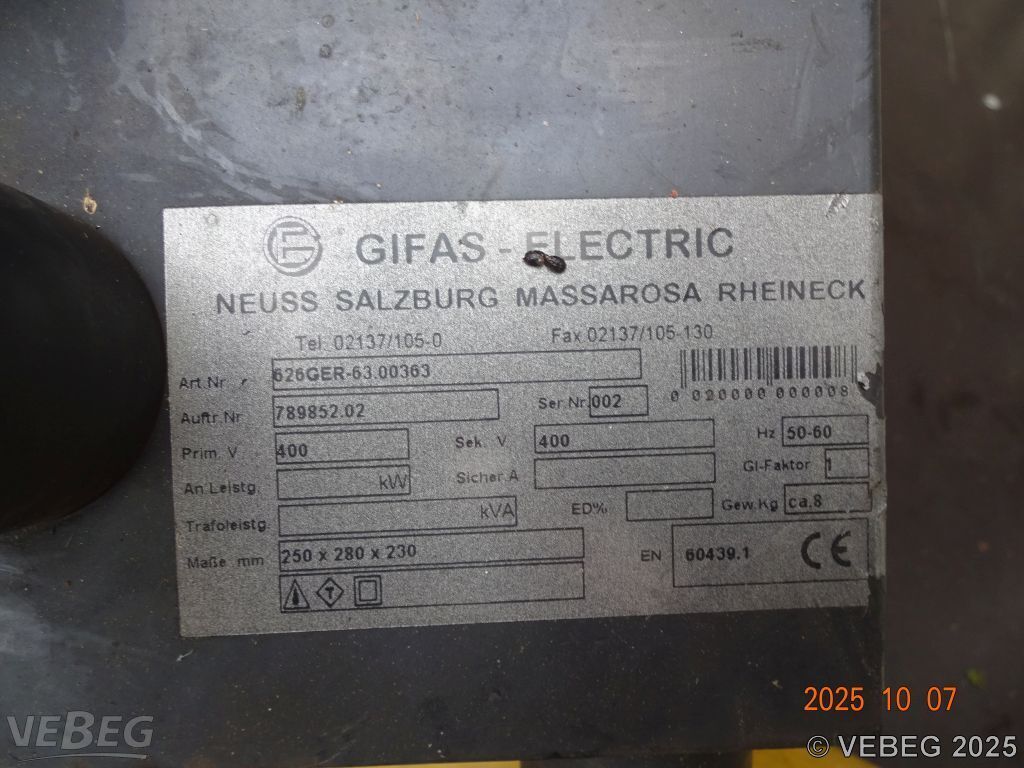 GIFAS - ELECTRIC
NEUSS SALZBURG MASSAROSA RHEINECK
Tel. 02137/105-0 Fax 02137/105-130
Art.Nr. 626GER-63.00363
0 020000 000008
Auftr.Nr 789852.02 Ser.Nr. 002
Prim. V 400 Sek. V 400 Hz 50-60
An.Leistg. kW Sicher.A GI-Faktor 1
Trafoleistg. kVA ED% Gew.Kg ca.8
Maße mm 250 x 280 x 230 EN 60439.1 CE
T
2025 10 07
VEBEG
© VEBEG 2025